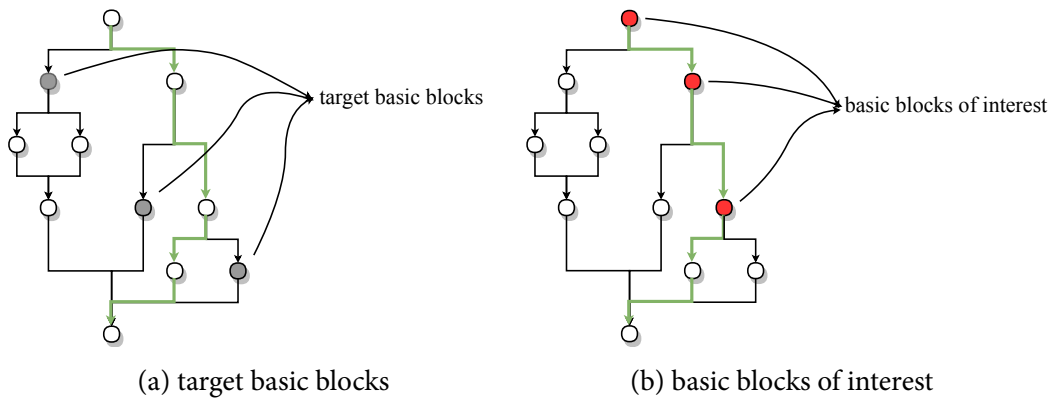 target basic blocks
basic blocks of interest
(a) target basic blocks
(b) basic blocks of interest